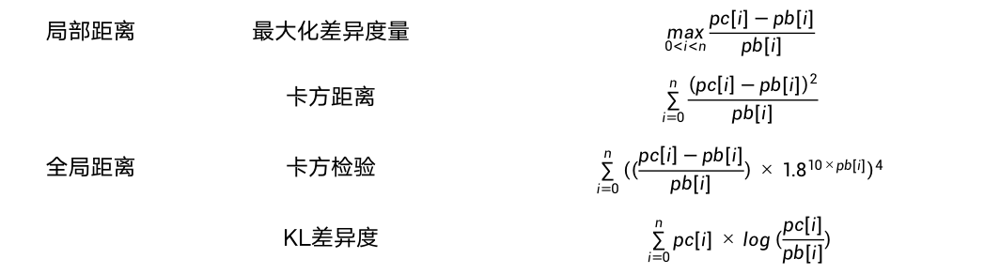 局部距离 最大化差异度量 max 0<i<n pc[i] − pb[i] / pb[i]
卡方距离 n ∑ i=0 (pc[i] − pb[i])² / pb[i]
全局距离 卡方检验 n ∑ i=0 ((pc[i] − pb[i] / pb[i]) × 1.8^10×pb[i])^4
KL差异度 n ∑ i=0 pc[i] × log (pc[i] / pb[i])